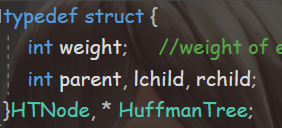 typedef struct {
int weight; //weight of e
int parent, lchild, rchild;
}HTNode, * HuffmanTree;